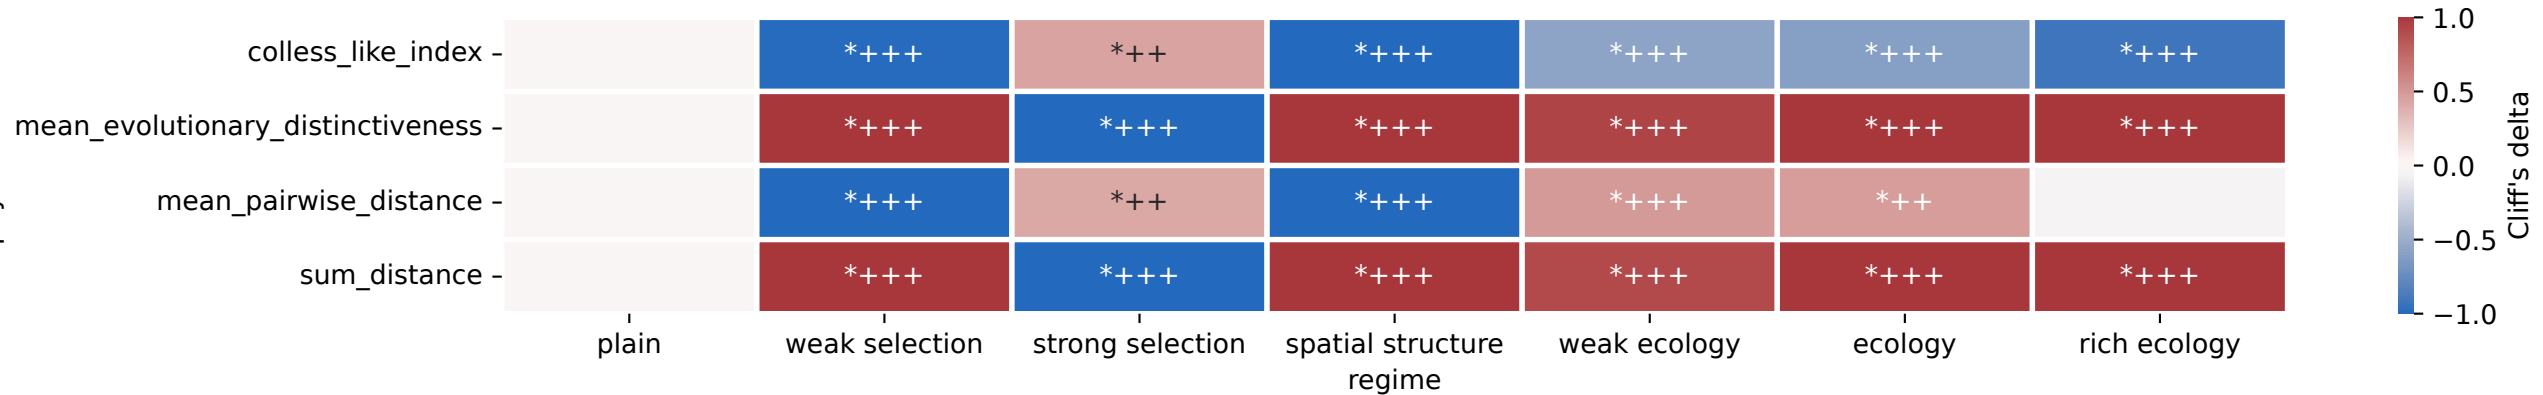 colless_like_index *+++ *++ *+++ *+++ *+++ *+++
mean_evolutionary_distinctiveness *+++ *+++ *+++ *+++ *+++ *+++
mean_pairwise_distance *+++ *++ *+++ *+++ *++
sum_distance *+++ *+++ *+++ *+++ *+++ *+++
plain weak selection strong selection spatial structure weak ecology ecology rich ecology
regime
1.0
0.5
0.0
−0.5
−1.0
Cliff's delta